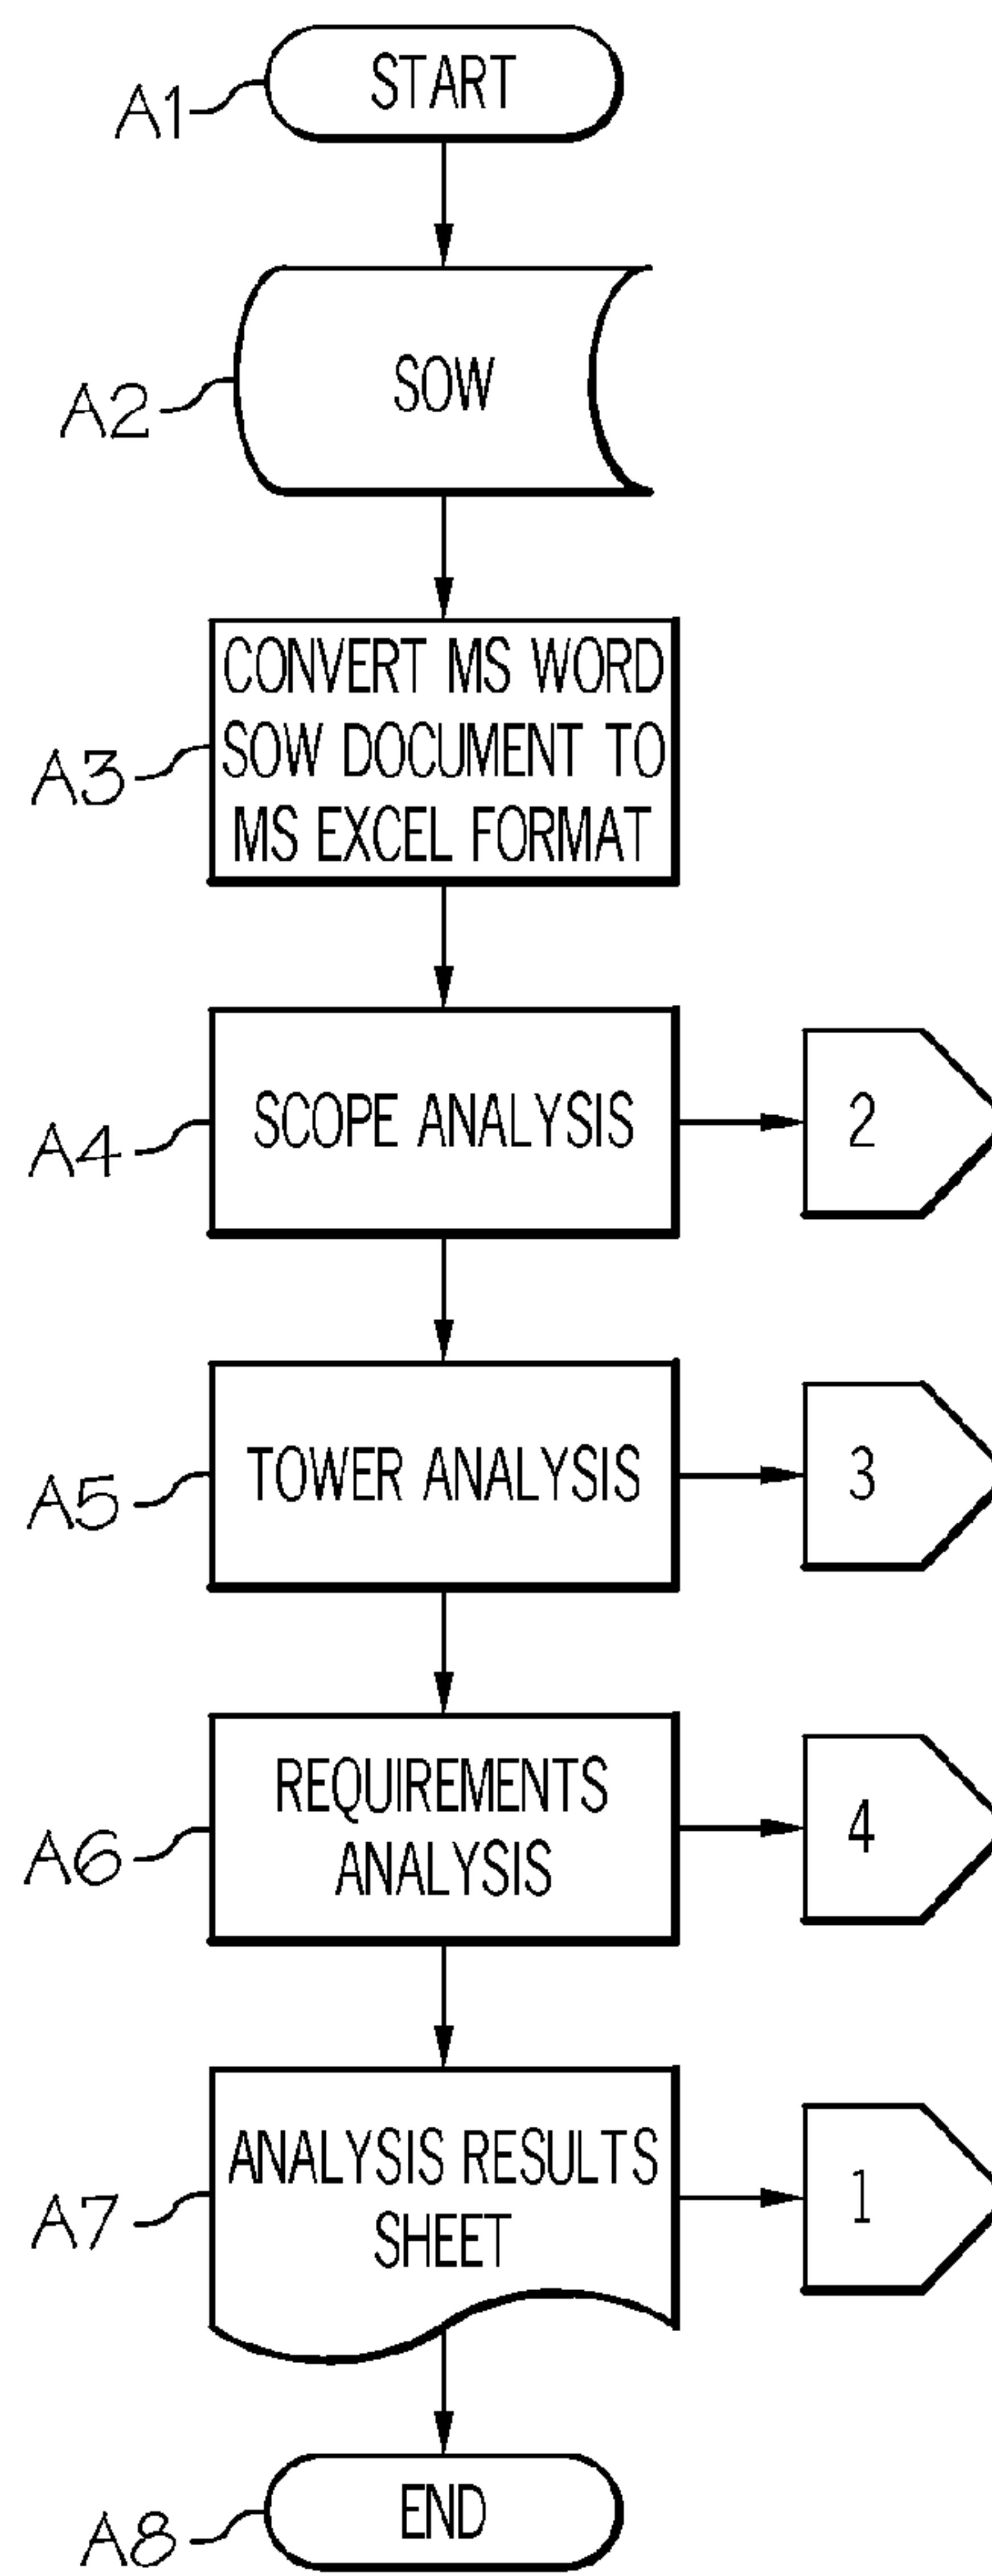 A1
START
A2
SOW
A3
CONVERT MS WORD
SOW DOCUMENT TO
MS EXCEL FORMAT
A4
SCOPE ANALYSIS
2
A5
TOWER ANALYSIS
3
A6
REQUIREMENTS
ANALYSIS
4
A7
ANALYSIS RESULTS
SHEET
1
A8
END